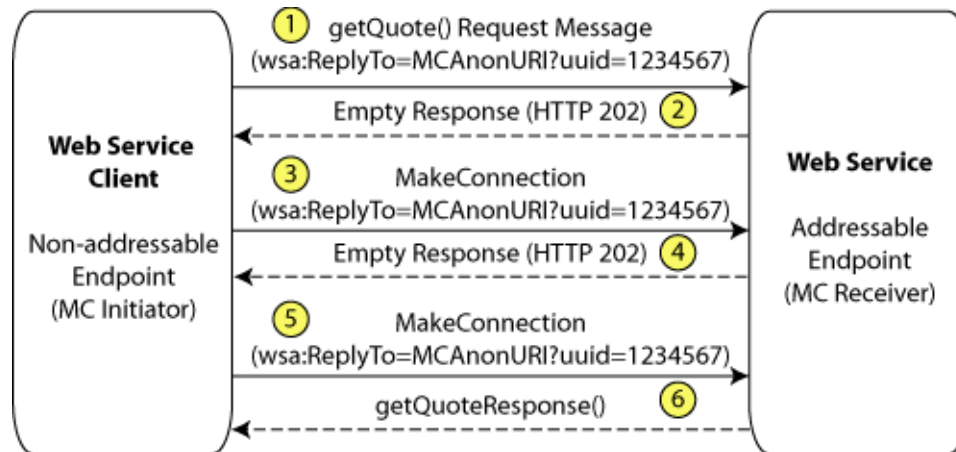 1
getQuote() Request Message
(wsa:ReplyTo=MCAnonURI?uuid=1234567)
Empty Response (HTTP 202)
2
Web Service
Client
Non-addressable
Endpoint
(MC Initiator)
3
MakeConnection
(wsa:ReplyTo=MCAnonURI?uuid=1234567)
Empty Response (HTTP 202)
4
5
MakeConnection
(wsa:ReplyTo=MCAnonURI?uuid=1234567)
getQuoteResponse()
6
Web Service
Addressable
Endpoint
(MC Receiver)